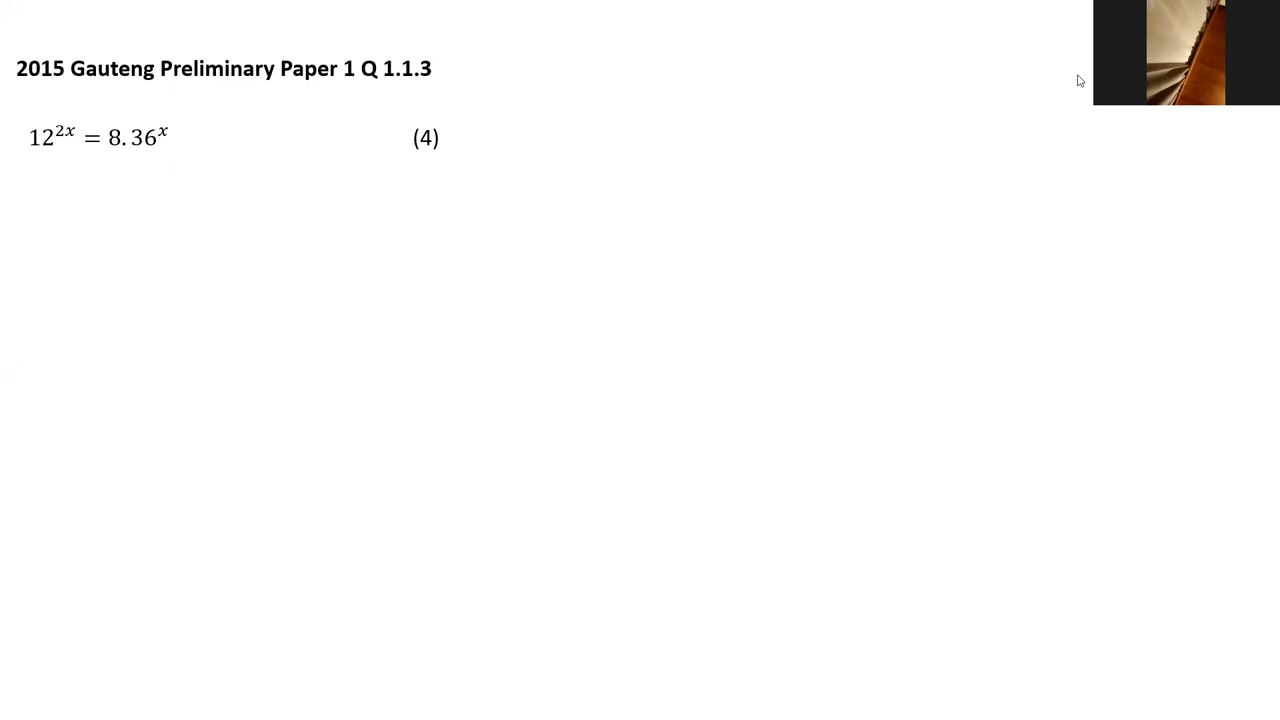 2015 Gauteng Preliminary Paper 1 Q 1.1.3
12^{2x} = 8.36^x (4)